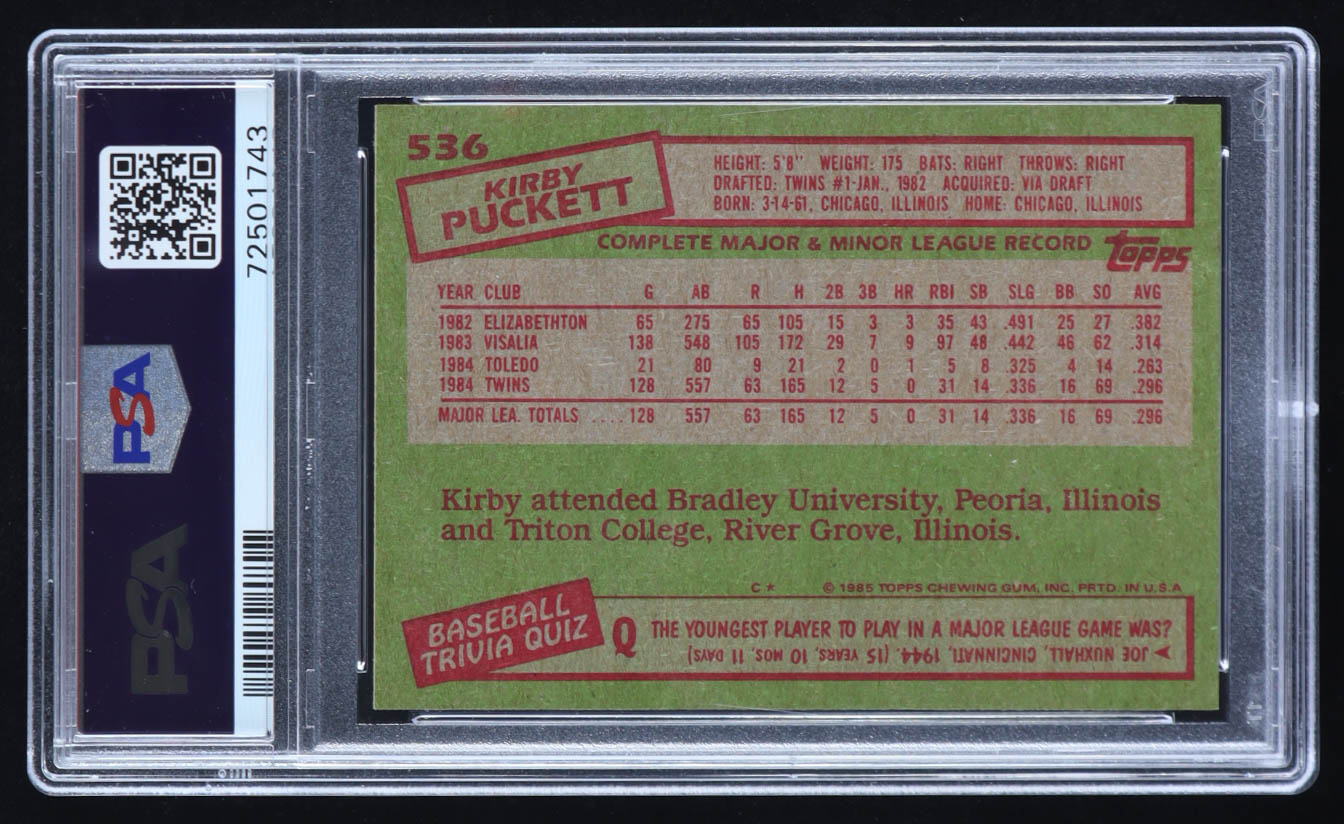 72501743
PSA
PSA
536
KIRBY
PUCKETT
HEIGHT: 5'8" WEIGHT: 175 BATS: RIGHT THROWS: RIGHT
DRAFTED: TWINS #1-JAN., 1982 ACQUIRED: VIA DRAFT
BORN: 3-14-61, CHICAGO, ILLINOIS HOME: CHICAGO, ILLINOIS
COMPLETE MAJOR & MINOR LEAGUE RECORD topps
YEAR CLUB G AB R H 2B 3B HR RBI SB SLG BB SO AVG
1982 ELIZABETHTON 65 275 65 105 15 3 3 35 43 .491 25 27 .382
1983 VISALIA 138 548 105 172 29 7 9 97 48 .442 46 62 .314
1984 TOLEDO 21 80 9 21 2 0 1 5 8 .325 4 14 .263
1984 TWINS 128 557 63 165 12 5 0 31 14 .336 16 69 .296
MAJOR LEA. TOTALS ....128 557 63 165 12 5 0 31 14 .336 16 69 .296
Kirby attended Bradley University, Peoria, Illinois
and Triton College, River Grove, Illinois.
C * © 1985 TOPPS CHEWING GUM, INC. PRTD. IN U.S.A
BASEBALL
TRIVIA QUIZ
Q THE YOUNGEST PLAYER TO PLAY IN A MAJOR LEAGUE GAME WAS?
JOE NUXHALL, CINCINNATI, 1944. (15 YEARS, 10 MOS. 11 DAYS)
PSA